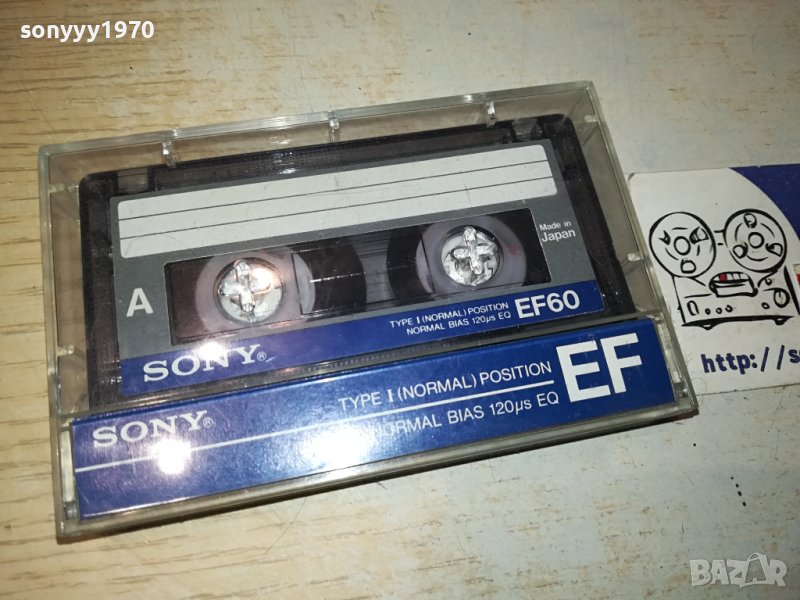 sonyyy1970
Made in
Japan
A
TYPE I (NORMAL) POSITION
NORMAL BIAS 120μs EQ EF60
SONY®
TYPE I (NORMAL) POSITION EF
SONY®
NORMAL BIAS 120μs EQ
http://s
BAZAR